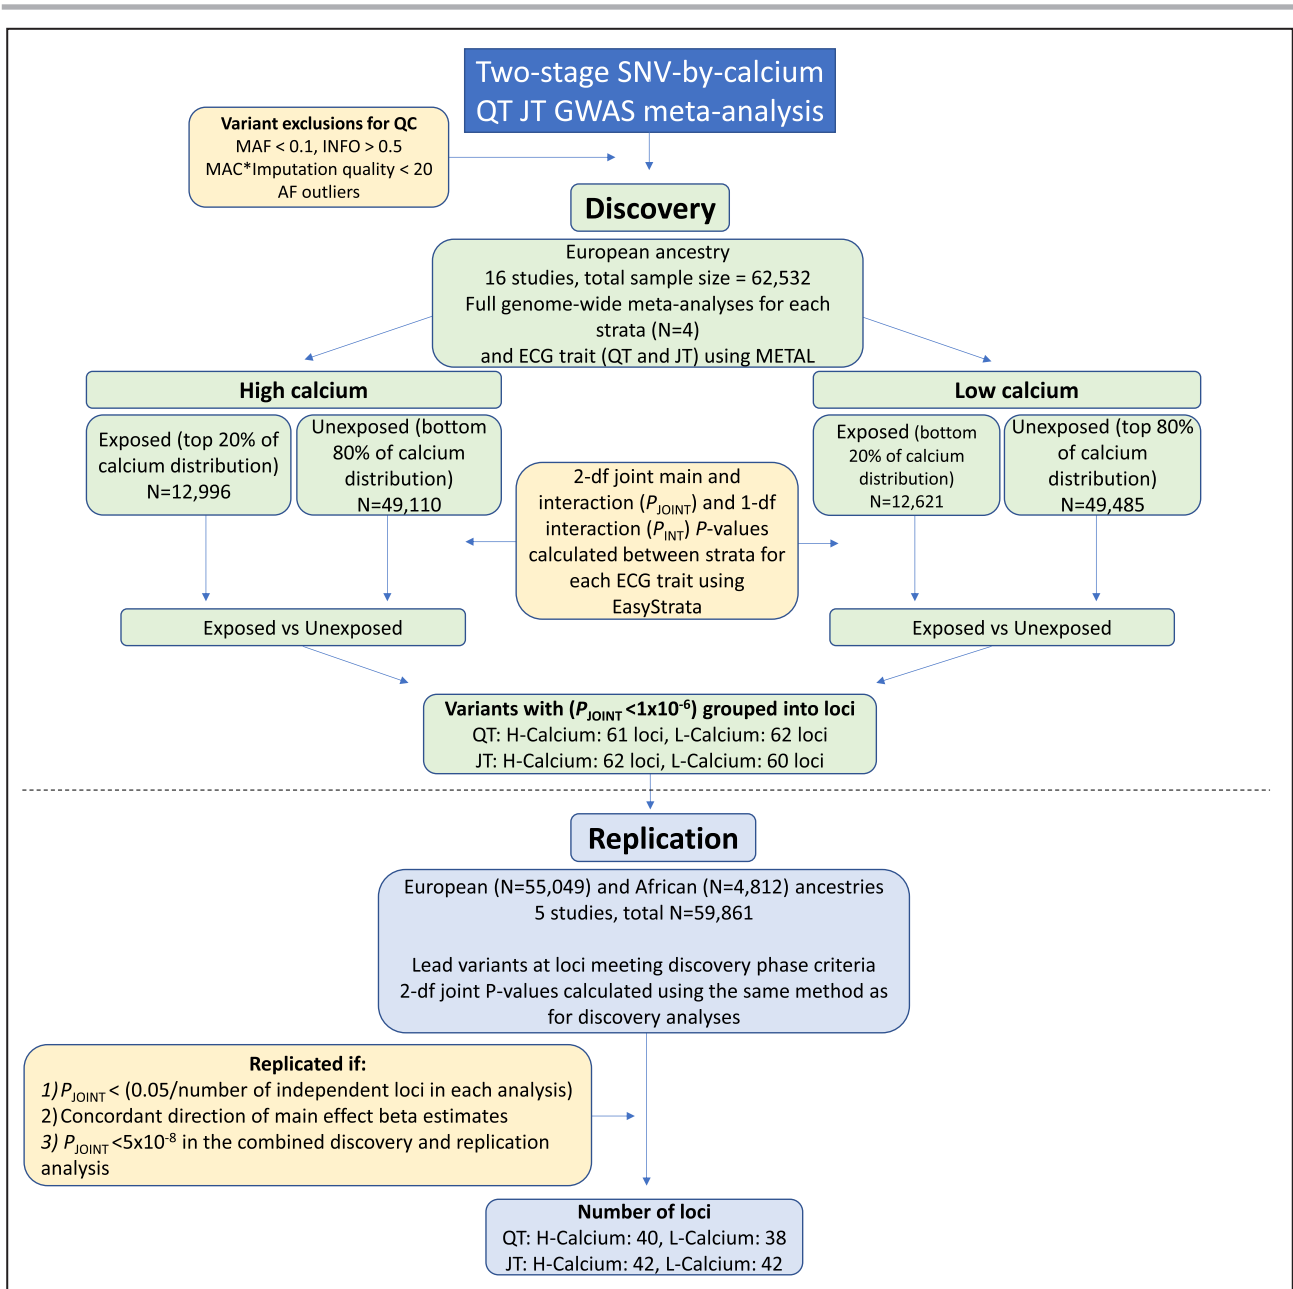 Two-stage SNV-by-calcium
QT JT GWAS meta-analysis
Variant exclusions for QC
MAF < 0.1, INFO > 0.5
MAC*Imputation quality < 20
AF outliers
Discovery
European ancestry
16 studies, total sample size = 62,532
Full genome-wide meta-analyses for each
strata (N=4)
and ECG trait (QT and JT) using METAL
High calcium
Exposed (top 20% of
calcium distribution)
N=12,996
Unexposed (bottom
80% of calcium
distribution)
N=49,110
Low calcium
Exposed (bottom
20% of calcium
distribution)
N=12,621
Unexposed (top 80%
of calcium
distribution)
N=49,485
2-df joint main and
interaction (P_JOINT) and 1-df
interaction (P_INT) P-values
calculated between strata for
each ECG trait using
EasyStrata
Exposed vs Unexposed
Exposed vs Unexposed
Variants with (P_JOINT <1x10⁻⁶) grouped into loci
QT: H-Calcium: 61 loci, L-Calcium: 62 loci
JT: H-Calcium: 62 loci, L-Calcium: 60 loci
Replication
European (N=55,049) and African (N=4,812) ancestries
5 studies, total N=59,861
Lead variants at loci meeting discovery phase criteria
2-df joint P-values calculated using the same method as
for discovery analyses
Replicated if:
1) P_JOINT < (0.05/number of independent loci in each analysis)
2) Concordant direction of main effect beta estimates
3) P_JOINT <5x10⁻⁸ in the combined discovery and replication
analysis
Number of loci
QT: H-Calcium: 40, L-Calcium: 38
JT: H-Calcium: 42, L-Calcium: 42